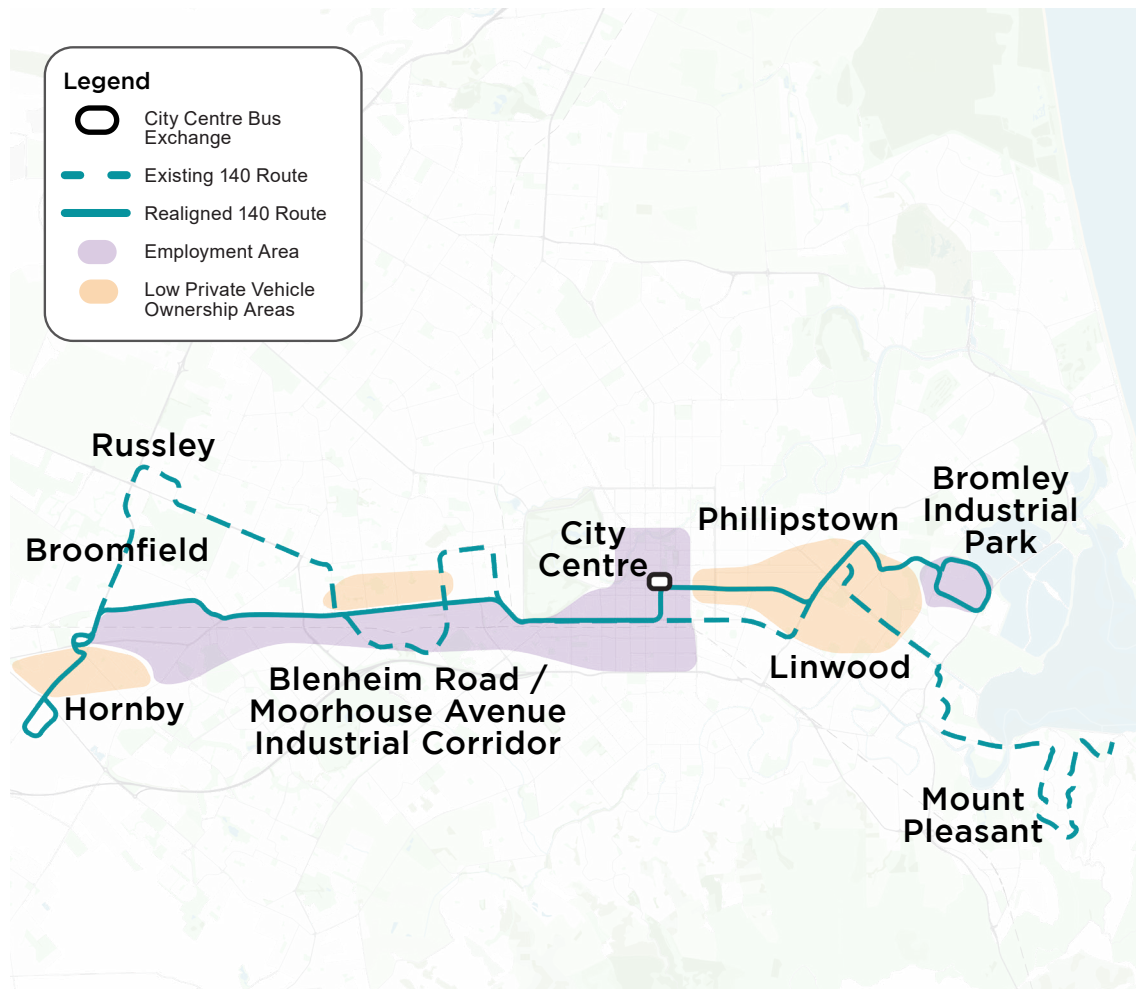 Legend
City Centre Bus
Exchange
Existing 140 Route
Realigned 140 Route
Employment Area
Low Private Vehicle
Ownership Areas
Russley
Broomfield
Hornby
Blenheim Road /
Moorhouse Avenue
Industrial Corridor
City
Centre
Phillipstown
Linwood
Bromley
Industrial
Park
Mount
Pleasant